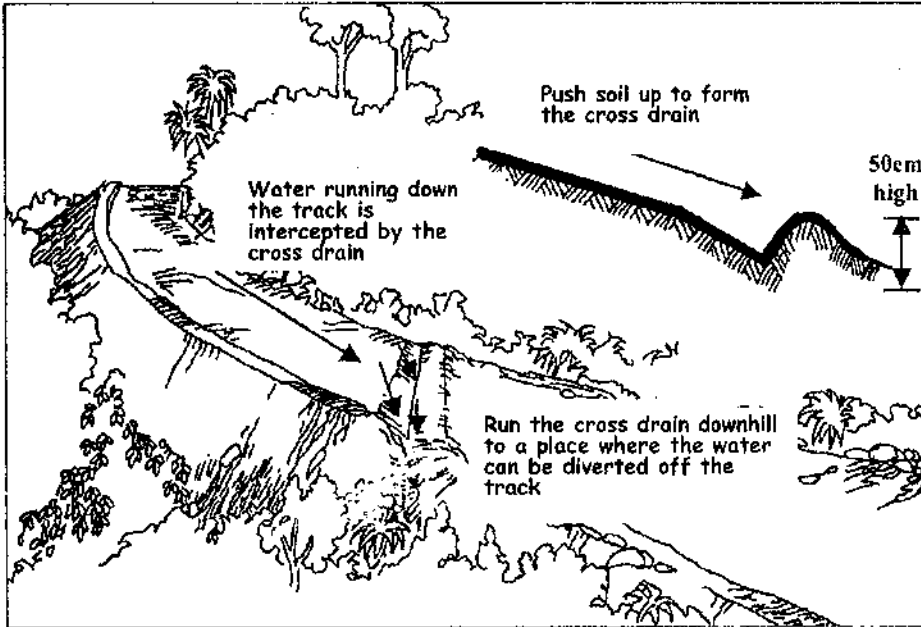 Push soil up to form
the cross drain
50cm
high
Water running down
the track is
intercepted by the
cross drain
Run the cross drain downhill
to a place where the water
can be diverted off the
track